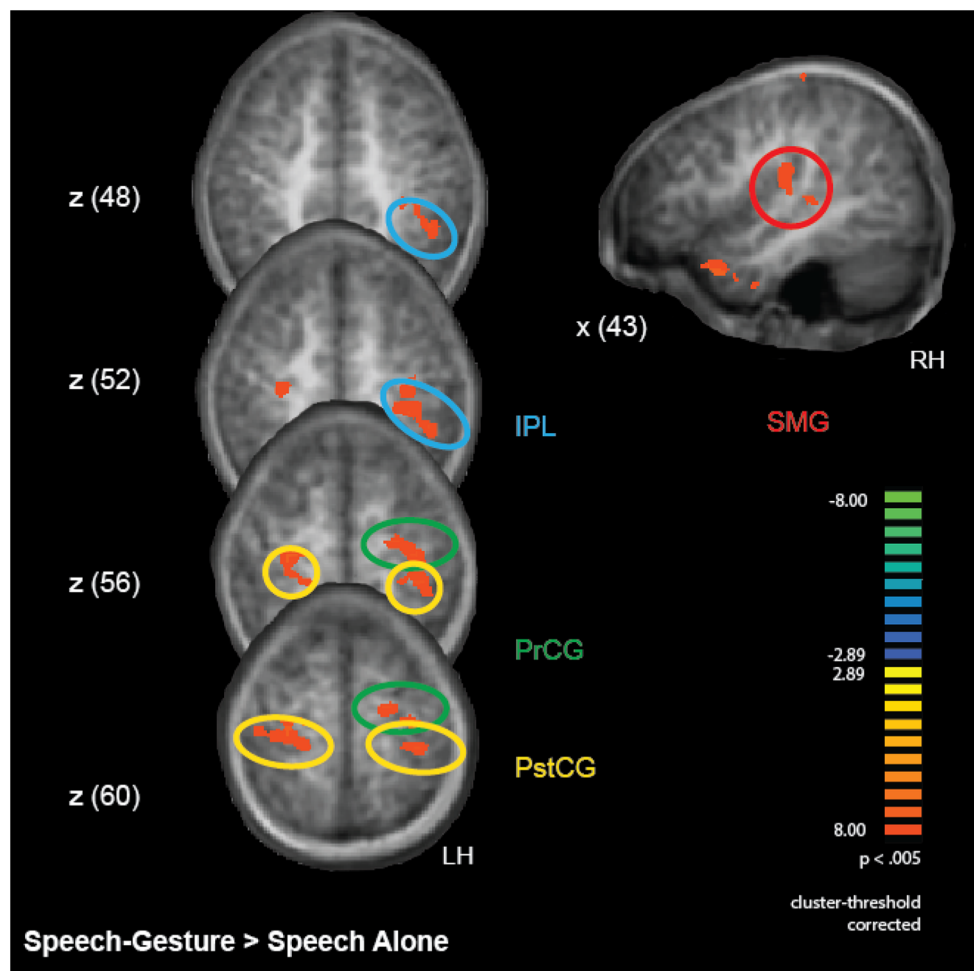 z (48)
x (43)
RH
z (52)
IPL
SMG
-8.00
z (56)
PrCG
-2.89
2.89
PstCG
z (60)
8.00
LH
p < .005
cluster-threshold
corrected
Speech-Gesture > Speech Alone